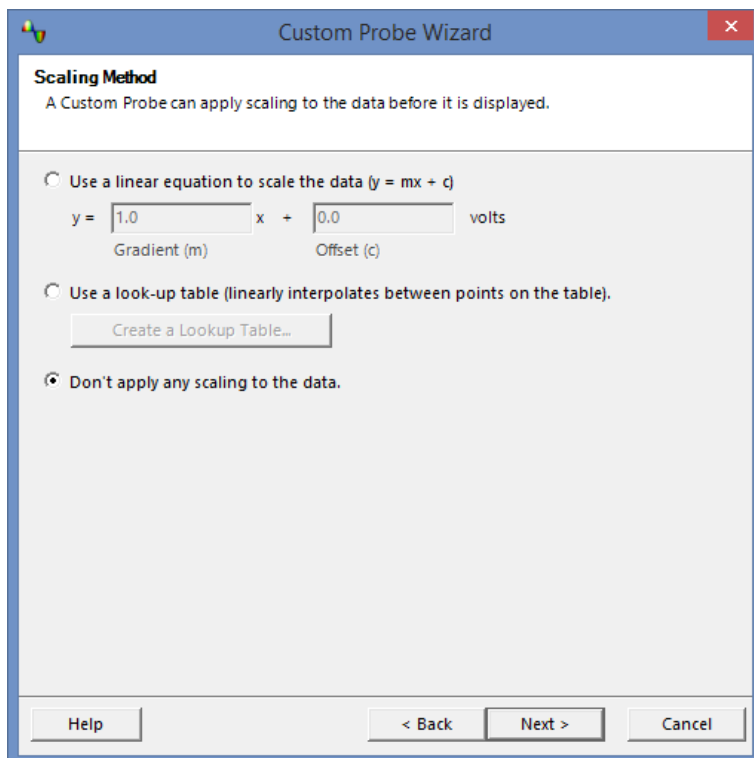 Custom Probe Wizard
Scaling Method
A Custom Probe can apply scaling to the data before it is displayed.
Use a linear equation to scale the data (y = mx + c)
y = 1.0 x + 0.0 volts
Gradient (m) Offset (c)
Use a look-up table (linearly interpolates between points on the table).
Create a Lookup Table...
Don't apply any scaling to the data.
Help < Back Next > Cancel